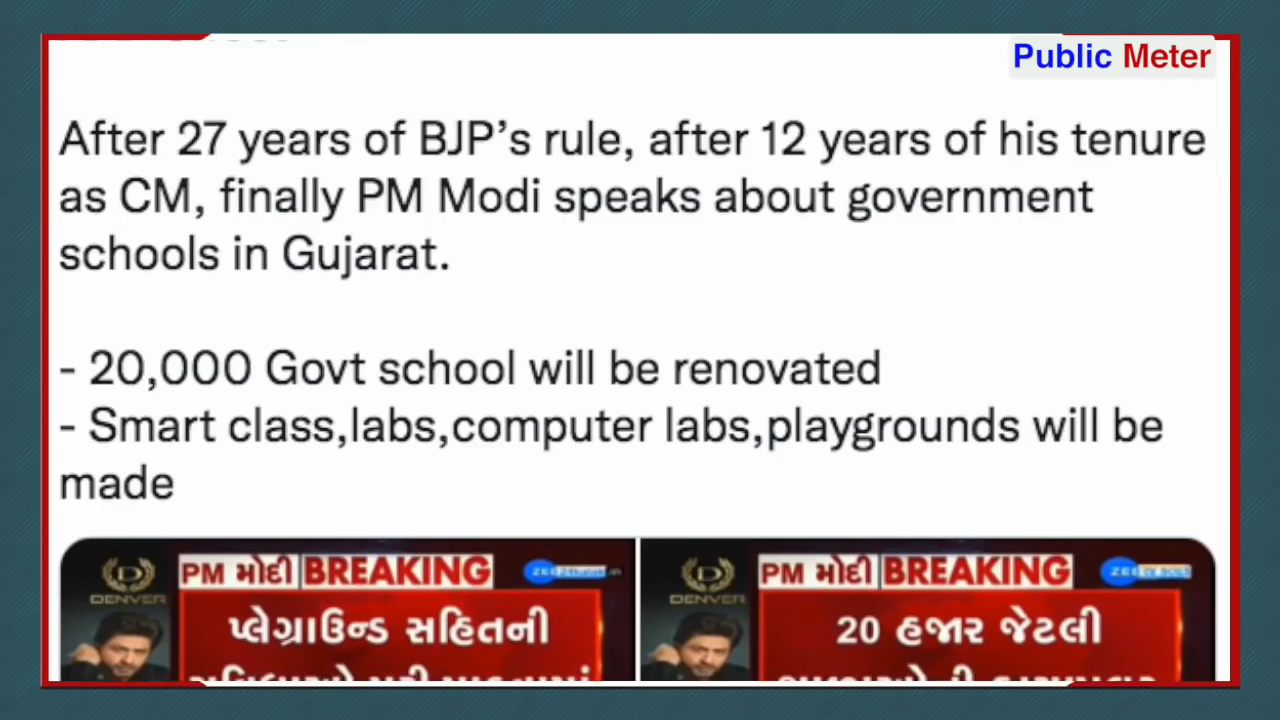 Public Meter
After 27 years of BJP’s rule, after 12 years of his tenure
as CM, finally PM Modi speaks about government
schools in Gujarat.
- 20,000 Govt school will be renovated
- Smart class,labs,computer labs,playgrounds will be
made
DENVER PM મોદી BREAKING ZEE
પ્લેગ્રાઉન્ડ સહિતની
DENVER PM મોદી BREAKING ZEE
20 હજાર જેટલી